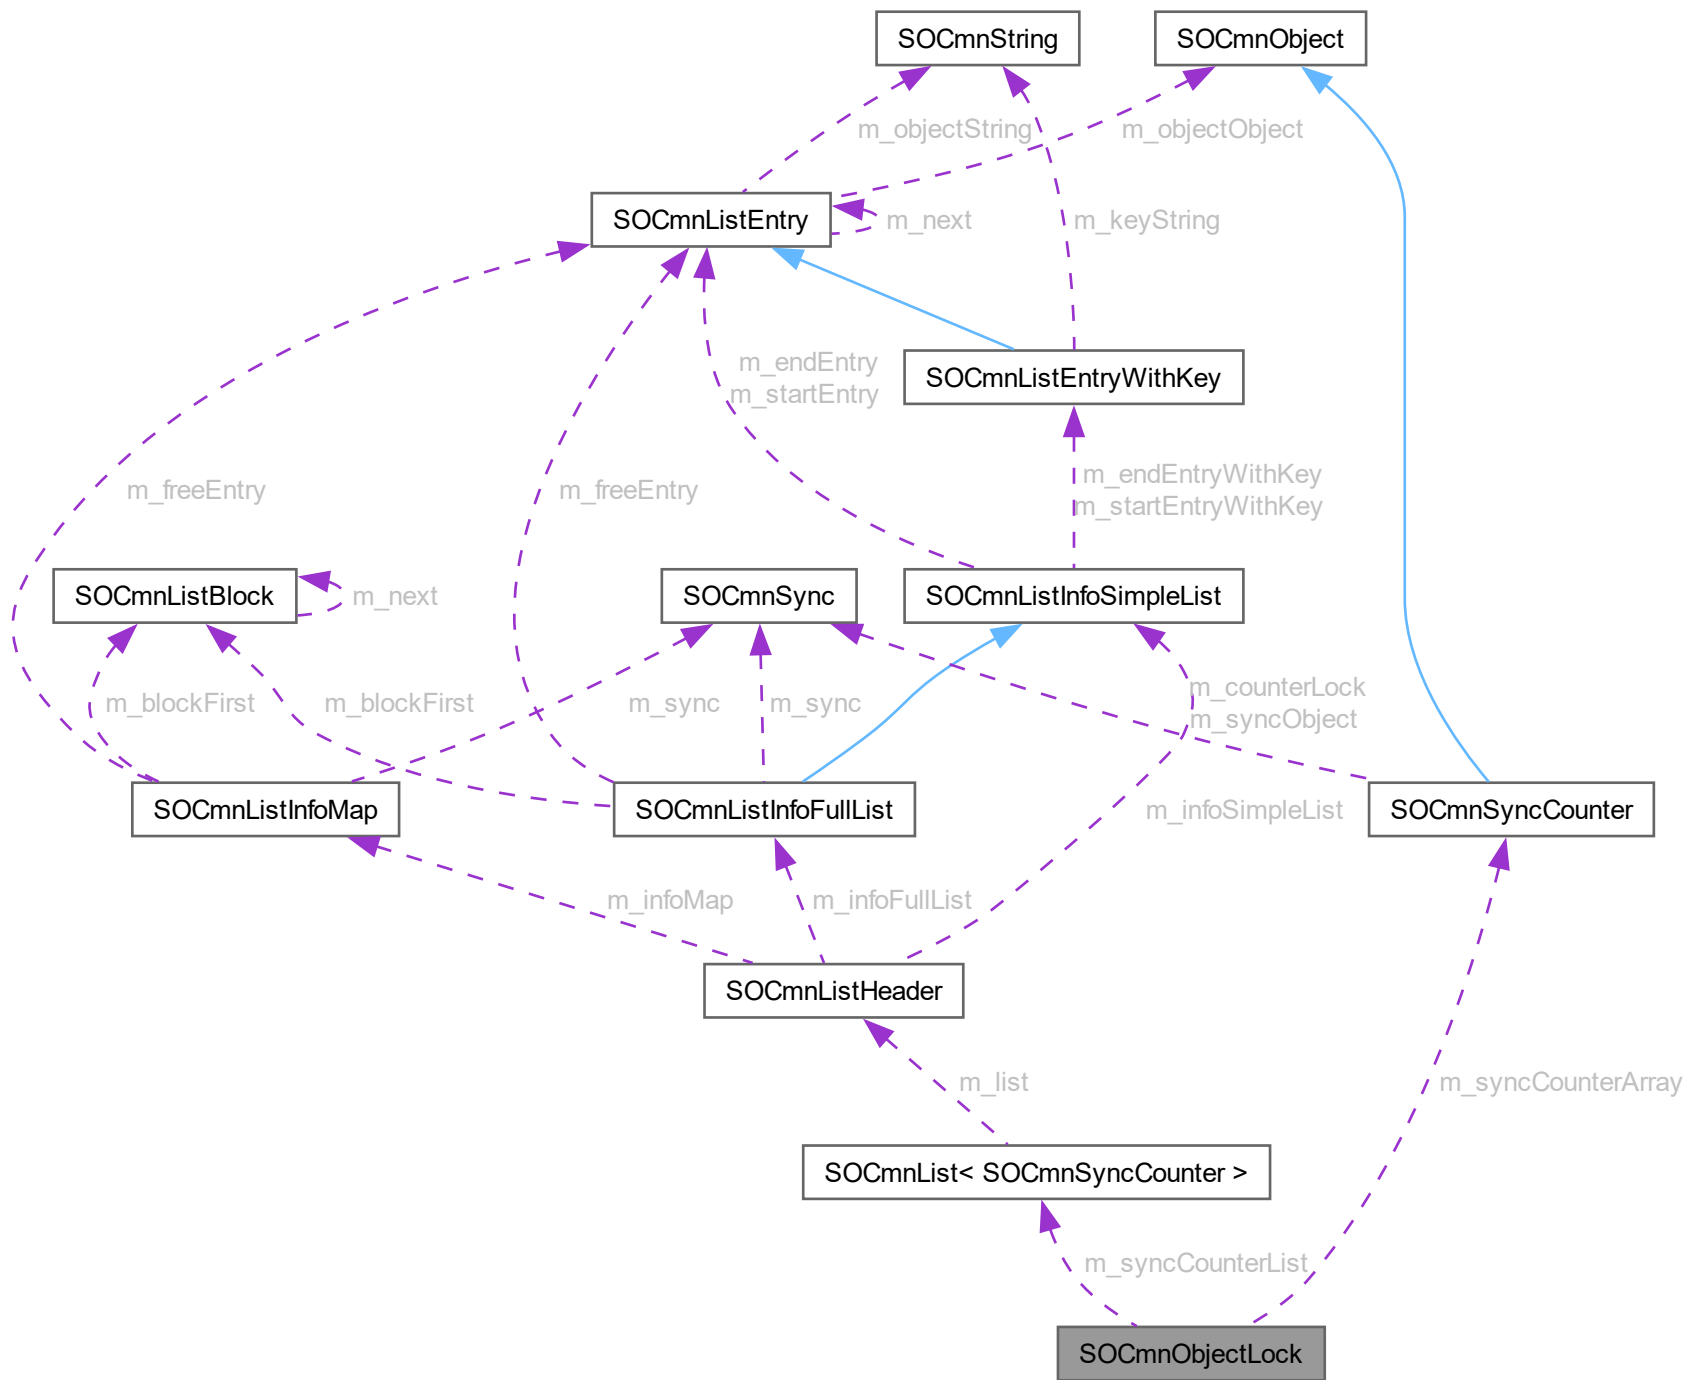 SOCmnString
SOCmnObject
m_objectString
m_objectObject
SOCmnListEntry
m_next
m_keyString
m_endEntry
m_startEntry
SOCmnListEntryWithKey
m_freeEntry
m_freeEntry
m_endEntryWithKey
m_startEntryWithKey
SOCmnListBlock
m_next
SOCmnSync
SOCmnListInfoSimpleList
m_blockFirst
m_blockFirst
m_sync
m_sync
m_counterLock
m_syncObject
SOCmnListInfoMap
SOCmnListInfoFullList
m_infoSimpleList
SOCmnSyncCounter
m_infoMap
m_infoFullList
SOCmnListHeader
m_list
m_syncCounterArray
SOCmnList< SOCmnSyncCounter >
m_syncCounterList
SOCmnObjectLock